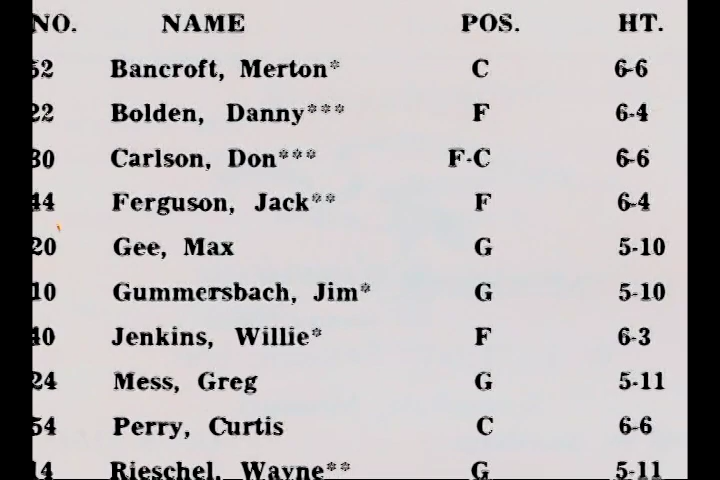 NO. NAME POS. HT.
52 Bancroft, Merton* C 6-6
22 Bolden, Danny*** F 6-4
30 Carlson, Don*** F-C 6-6
44 Ferguson, Jack** F 6-4
20 Gee, Max G 5-10
10 Gummersbach, Jim* G 5-10
40 Jenkins, Willie* F 6-3
24 Mess, Greg G 5-11
54 Perry, Curtis C 6-6
14 Rieschel, Wayne** G 5-11